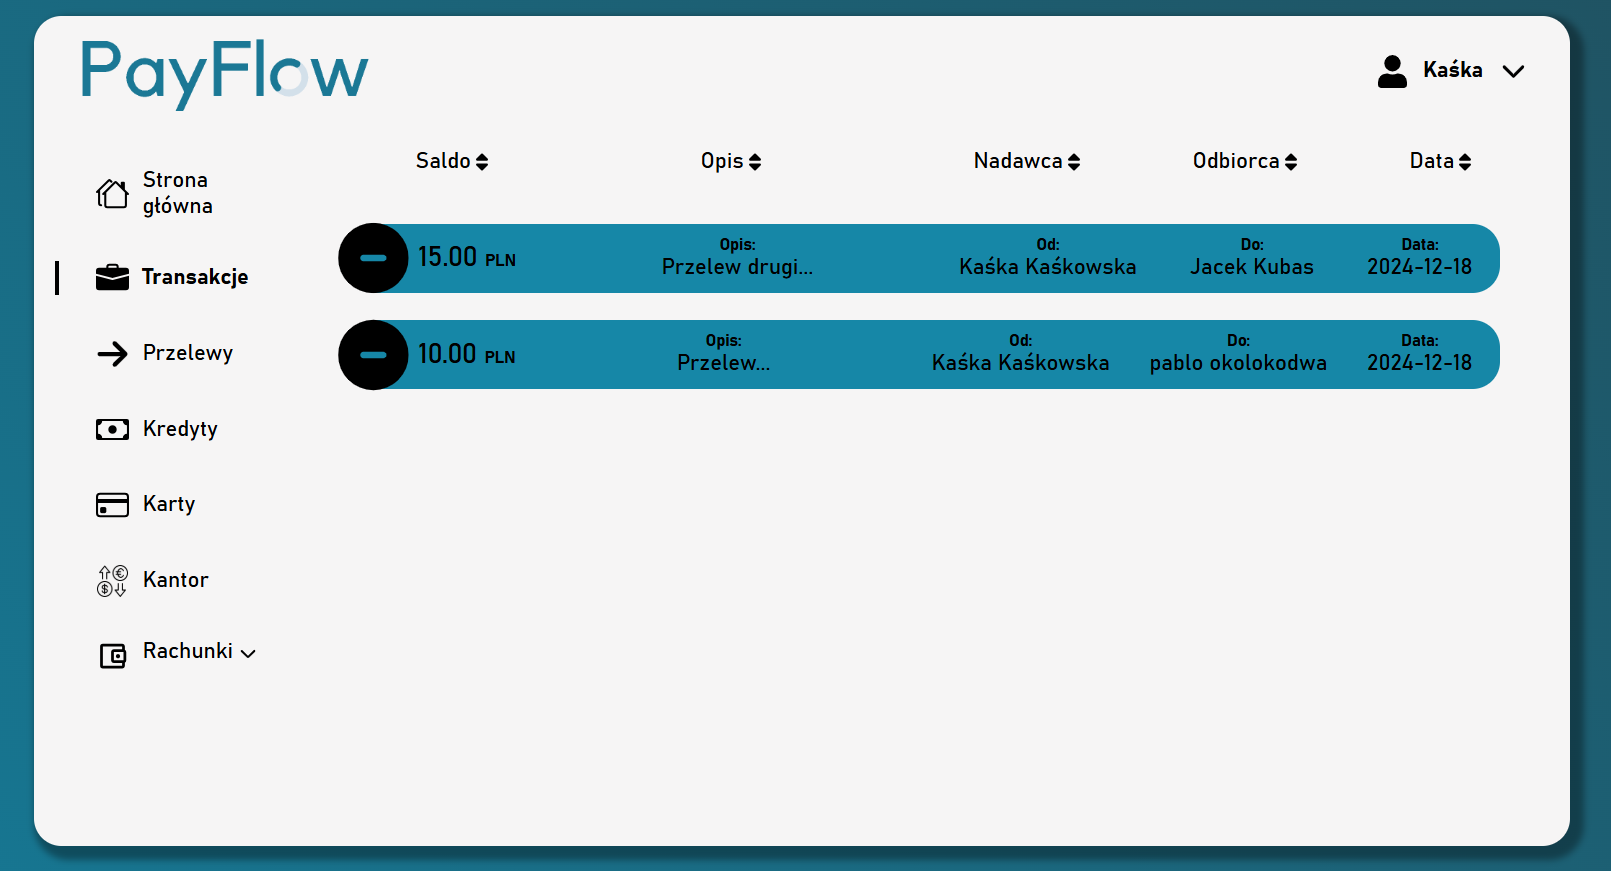 PayFlow
Kaśka
Saldo Opis Nadawca Odbiorca Data
Strona
główna
Transakcje
Przelewy
Kredyty
Karty
Kantor
Rachunki
15.00 PLN
Opis:
Przelew drugi...
Od:
Kaśka Kaśkowska
Do:
Jacek Kubas
Data:
2024-12-18
10.00 PLN
Opis:
Przelew...
Od:
Kaśka Kaśkowska
Do:
pablo okolokodwa
Data:
2024-12-18